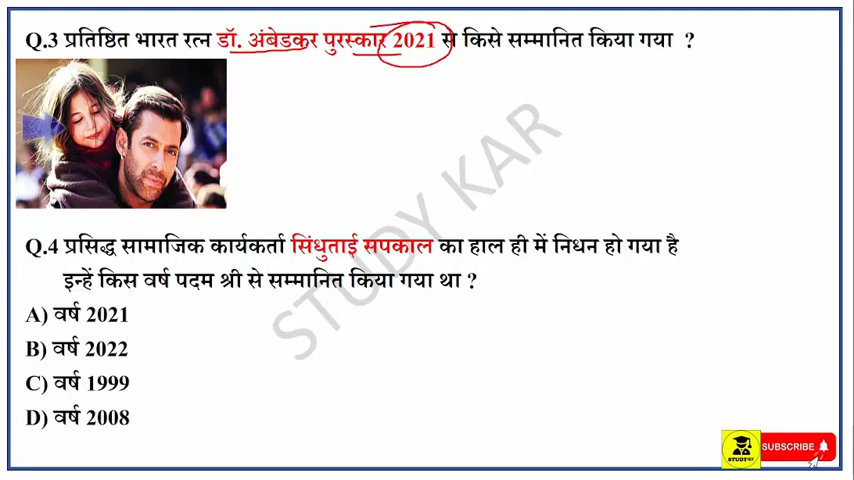 Q.3 प्रतिष्ठित भारत रत्न डॉ. अंबेडकर पुरस्कार 2021 से किसे सम्मानित किया गया ?
Q.4 प्रसिद्ध सामाजिक कार्यकर्ता सिंधुताई सपकाल का हाल ही में निधन हो गया है
इन्हें किस वर्ष पदम श्री से सम्मानित किया गया था ?
A) वर्ष 2021
B) वर्ष 2022
C) वर्ष 1999
D) वर्ष 2008
STUDY KAR
SUBSCRIBE